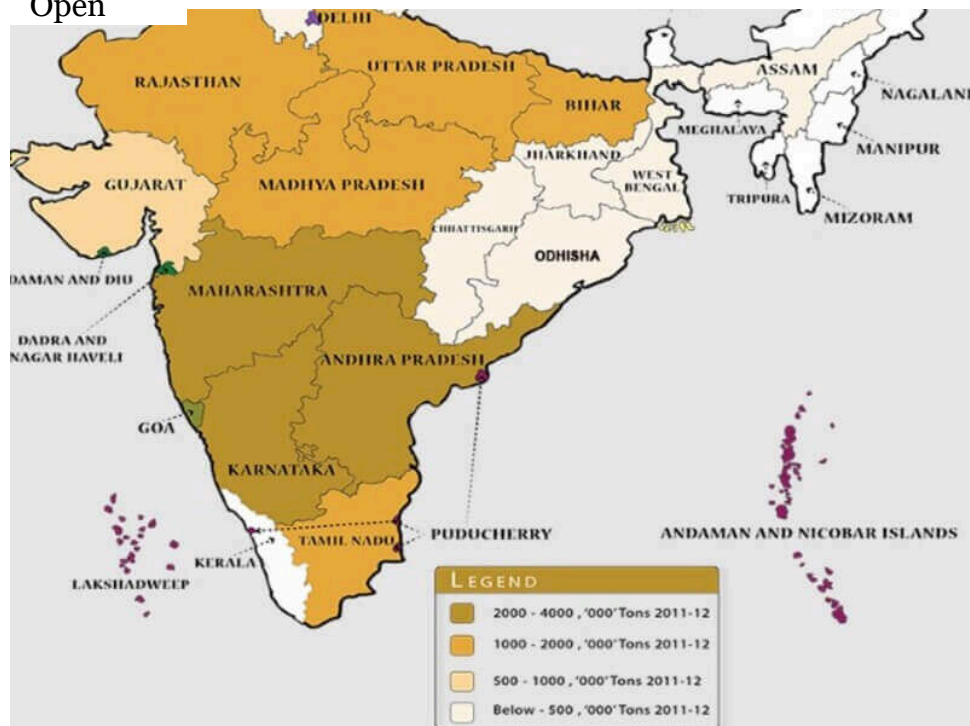 Open
DELHI
UTTAR PRADESH
RAJASTHAN
BIHAR
ASSAM
NAGALAN
MEGHALAYA
MANIPUR
JHARKHAND
WEST
BENGAL
GUJARAT
MADHYA PRADESH
TRIPURA
MIZORAM
CHHATTISGARH
ODHISHA
DAMAN AND DIU
MAHARASHTRA
DADRA AND
NAGAR HAVELI
ANDHRA PRADESH
GOA
KARNATAKA
PUDUCHERRY
ANDAMAN AND NICOBAR ISLANDS
TAMIL NADU
KERALA
LAKSHADWEEP
LEGEND
2000 - 4000 , '000' Tons 2011-12
1000 - 2000 , '000' Tons 2011-12
500 - 1000 , '000' Tons 2011-12
Below - 500 , '000' Tons 2011-12